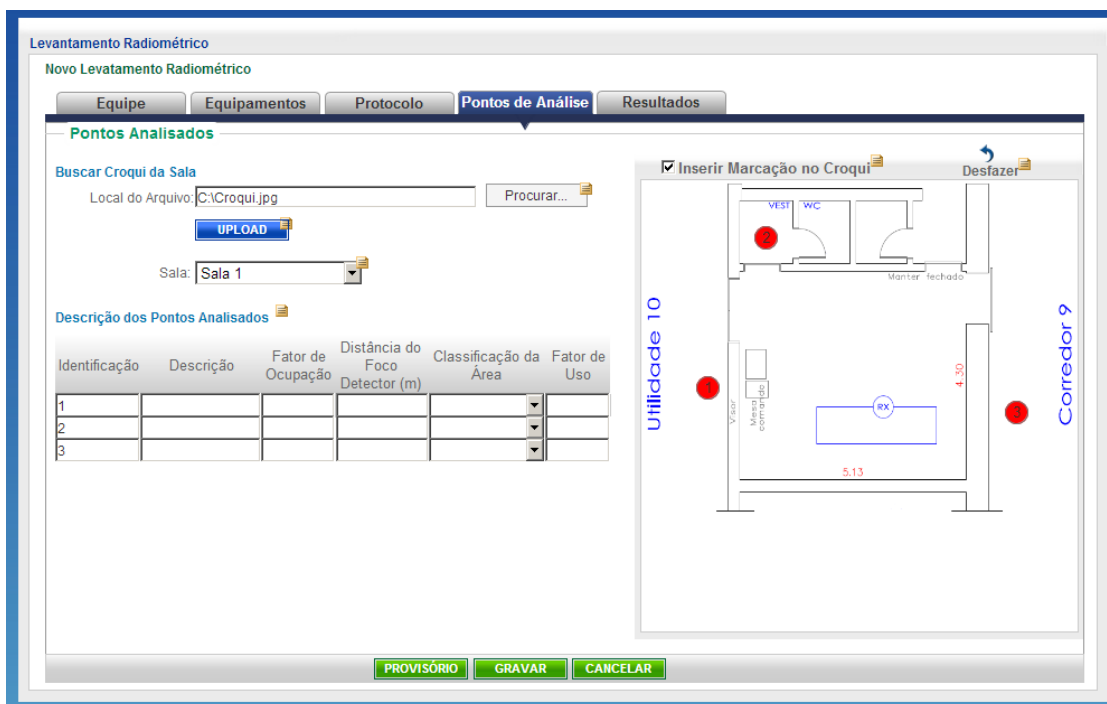 Levantamento Radiométrico
Novo Levatamento Radiométrico
Equipe
Equipamentos
Protocolo
Pontos de Análise
Resultados
Pontos Analisados
Buscar Croqui da Sala
Local do Arquivo: C:\Croqui.jpg
Procurar...
UPLOAD
Sala: Sala 1
Descrição dos Pontos Analisados
Identificação
Descrição
Fator de
Ocupação
Distância do
Foco
Detector (m)
Classificação da
Área
Fator de
Uso
1
2
3
Inserir Marcação no Croqui
Desfazer
VEST
WC
2
Manter fechado
Utilidade 10
1
Visor
Mesa
comando
RX
4.30
3
Corredor 9
5.13
PROVISÓRIO
GRAVAR
CANCELAR